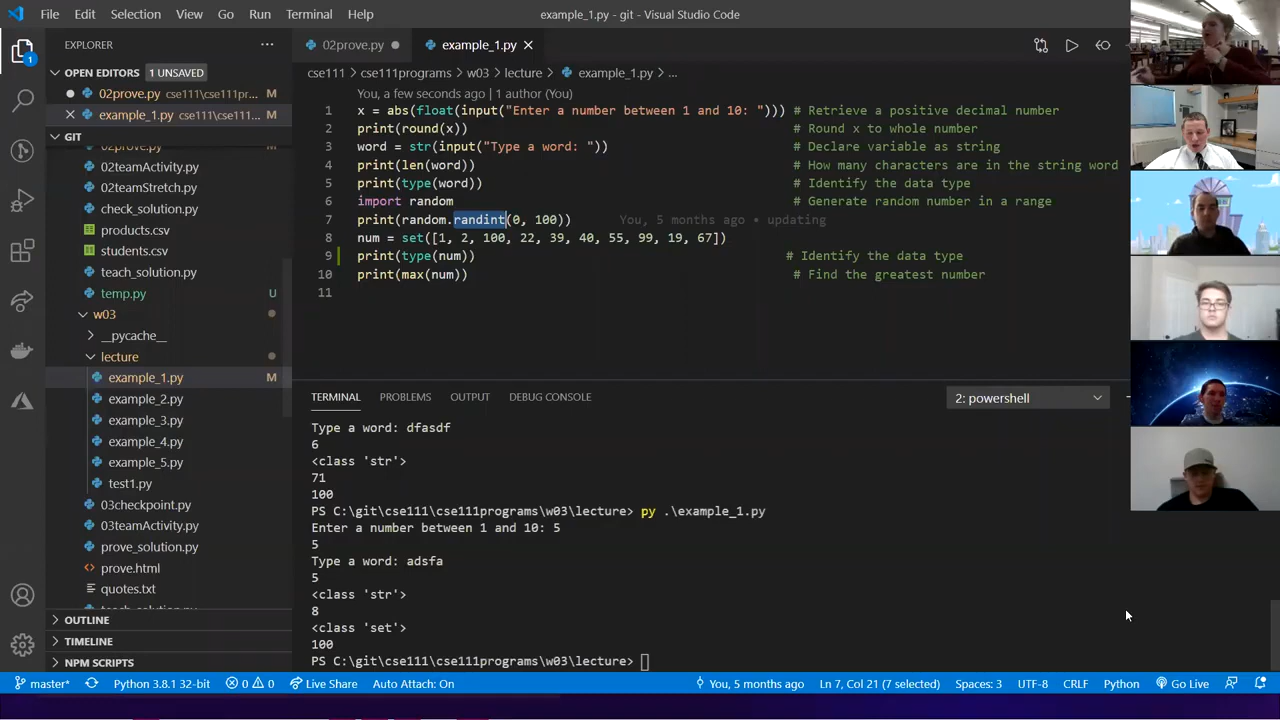 File Edit Selection View Go Run Terminal Help example_1.py - git - Visual Studio Code
EXPLORER ...
02prove.py
example_1.py
OPEN EDITORS 1 UNSAVED
02prove.py cse111\cse111...
example_1.py cse111\cse111...
cse111 > cse111programs > w03 > lecture > example_1.py > ...
You, a few seconds ago | 1 author (You)
1 x = abs(float(input("Enter a number between 1 and 10: "))) # Retrieve a positive decimal number
2 print(round(x)) # Round x to whole number
3 word = str(input("Type a word: ")) # Declare variable as string
4 print(len(word)) # How many characters are in the string word
5 print(type(word)) # Identify the data type
6 import random # Generate random number in a range
7 print(random.randint(0, 100)) You, 5 months ago • updating
8 num = set([1, 2, 100, 22, 39, 40, 55, 99, 19, 67])
9 print(type(num)) # Identify the data type
10 print(max(num)) # Find the greatest number
11
GIT
02prove.py
02teamActivity.py
02teamStretch.py
check_solution.py
products.csv
students.csv
teach_solution.py
temp.py U
w03
__pycache__
lecture
example_1.py M
example_2.py
example_3.py
example_4.py
example_5.py
test1.py
03checkpoint.py
03teamActivity.py
prove_solution.py
prove.html
quotes.txt
teach_solution.py
OUTLINE
TIMELINE
NPM SCRIPTS
TERMINAL PROBLEMS OUTPUT DEBUG CONSOLE 2: powershell
Type a word: dfasdf
6
<class 'str'>
71
100
PS C:\git\cse111\cse111programs\w03\lecture> py .\example_1.py
Enter a number between 1 and 10: 5
5
Type a word: adsfa
5
<class 'str'>
8
<class 'set'>
100
PS C:\git\cse111\cse111programs\w03\lecture>
master* Python 3.8.1 32-bit 0 0 Live Share Auto Attach: On You, 5 months ago Ln 7, Col 21 (7 selected) Spaces: 3 UTF-8 CRLF Python Go Live